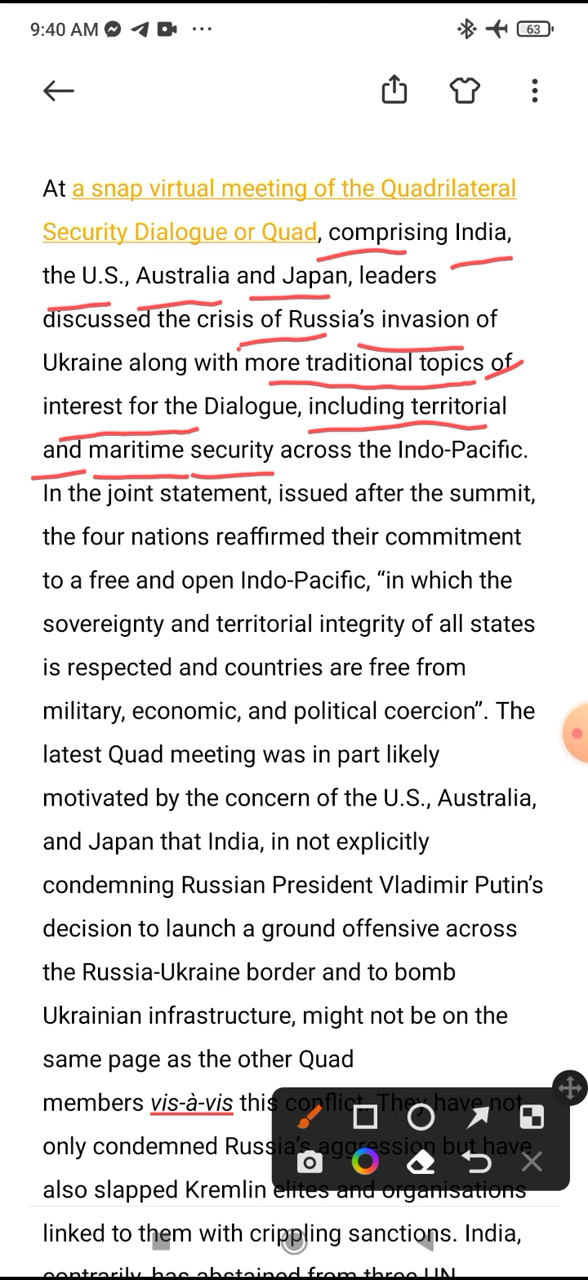 9:40 AM
63
At a snap virtual meeting of the Quadrilateral
Security Dialogue or Quad, comprising India,
the U.S., Australia and Japan, leaders
discussed the crisis of Russia’s invasion of
Ukraine along with more traditional topics of
interest for the Dialogue, including territorial
and maritime security across the Indo-Pacific.
In the joint statement, issued after the summit,
the four nations reaffirmed their commitment
to a free and open Indo-Pacific, “in which the
sovereignty and territorial integrity of all states
is respected and countries are free from
military, economic, and political coercion”. The
latest Quad meeting was in part likely
motivated by the concern of the U.S., Australia,
and Japan that India, in not explicitly
condemning Russian President Vladimir Putin’s
decision to launch a ground offensive across
the Russia-Ukraine border and to bomb
Ukrainian infrastructure, might not be on the
same page as the other Quad
members vis-à-vis this conflict. They have not
only condemned Russia’s aggression but have
also slapped Kremlin elites and organisations
linked to them with crippling sanctions. India,
contrarily, has abstained from three UN